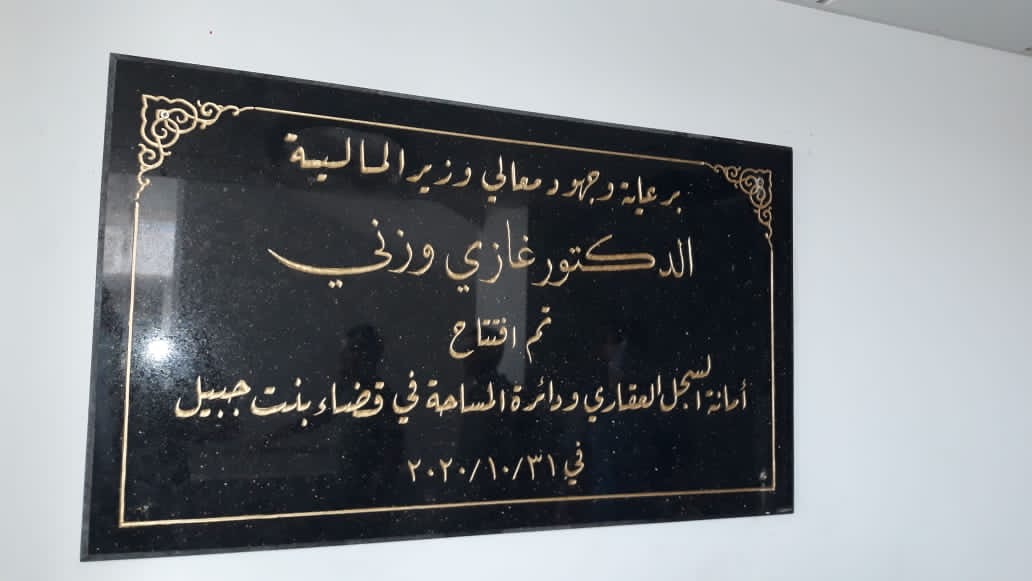 برعاية وجهود معالي وزير المالية
الدكتور غازي وزني
تم افتتاح
أمانة السجل العقاري ودائرة المساحة في قضاء بنت جبيل
في ٢٠٢٠/١٠/٣١